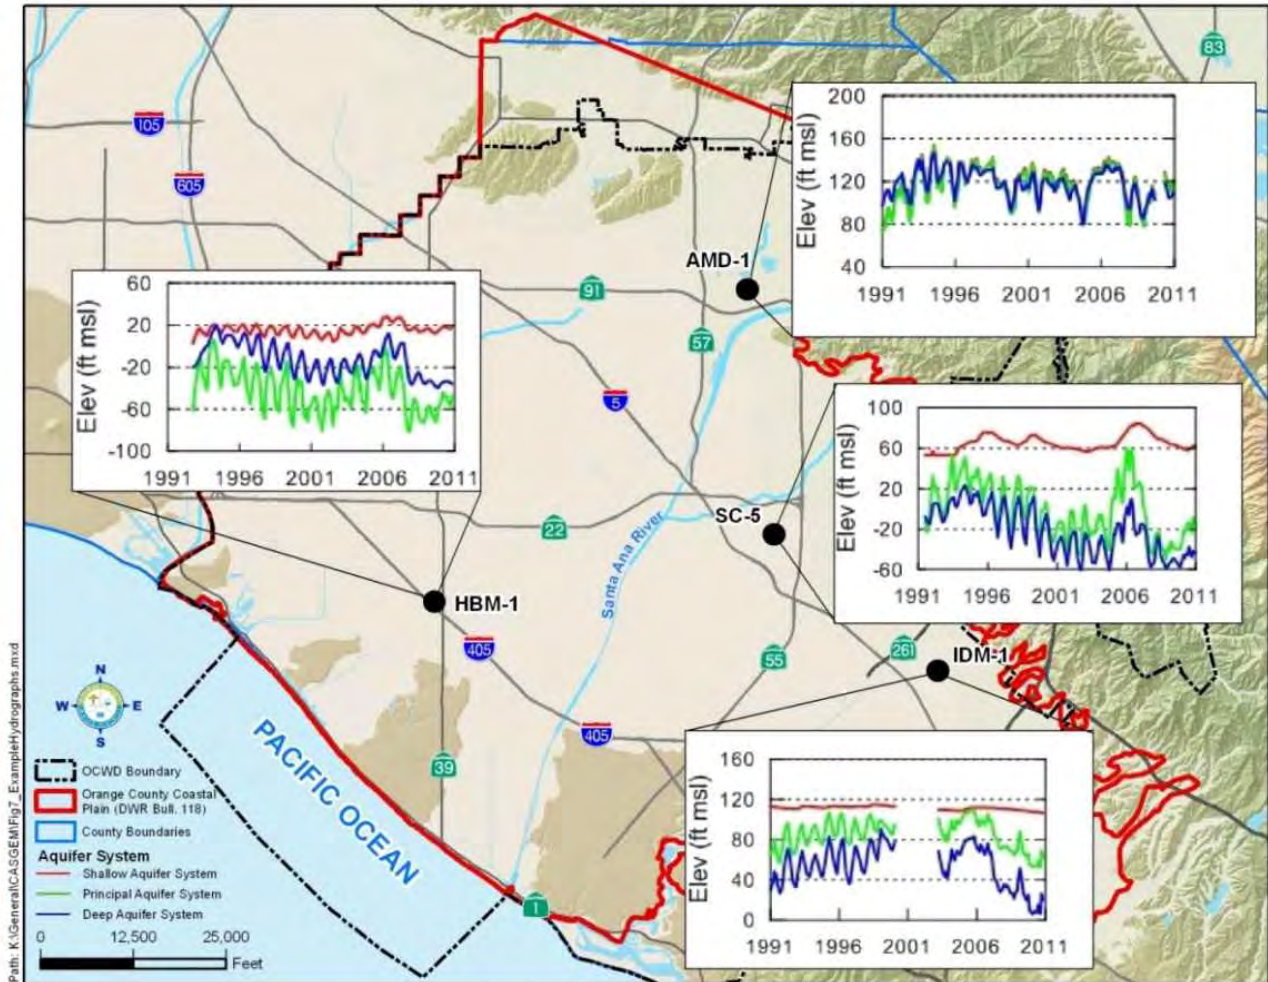 105
605
91
57
5
22
55
261
405
405
39
1
83
AMD-1
SC-5
HBM-1
IDM-1
Santa Ana River
PACIFIC OCEAN
Elev (ft msl)
200
160
120
80
40
1991 1996 2001 2006 2011
Elev (ft msl)
60
20
-20
-60
-100
1991 1996 2001 2006 2011
Elev (ft msl)
100
60
20
-20
-60
1991 1996 2001 2006 2011
Elev (ft msl)
160
120
80
40
0
1991 1996 2001 2006 2011
N
W E
S
OCWD Boundary
Orange County Coastal
Plain (DWR Bull. 118)
County Boundaries
Aquifer System
Shallow Aquifer System
Principal Aquifer System
Deep Aquifer System
0 12,500 25,000
Feet
Path: K:\General\CASGEM\Fig7_ExampleHydrographs.mxd